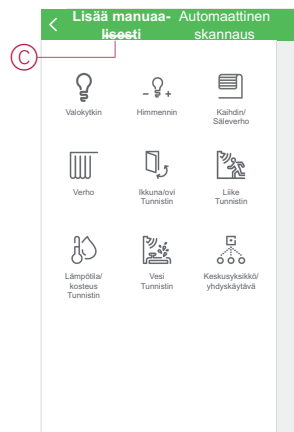 Lisää manuaa- Automaattinen
lisesti skannaus
C
Valokytkin Himmennin Kaihdin/
Säleverho
Verho Ikkuna/ovi Liike
Tunnistin Tunnistin
Lämpötila/ Vesi Keskusyksikkö/
kosteus Tunnistin yhdyskäytävä
Tunnistin